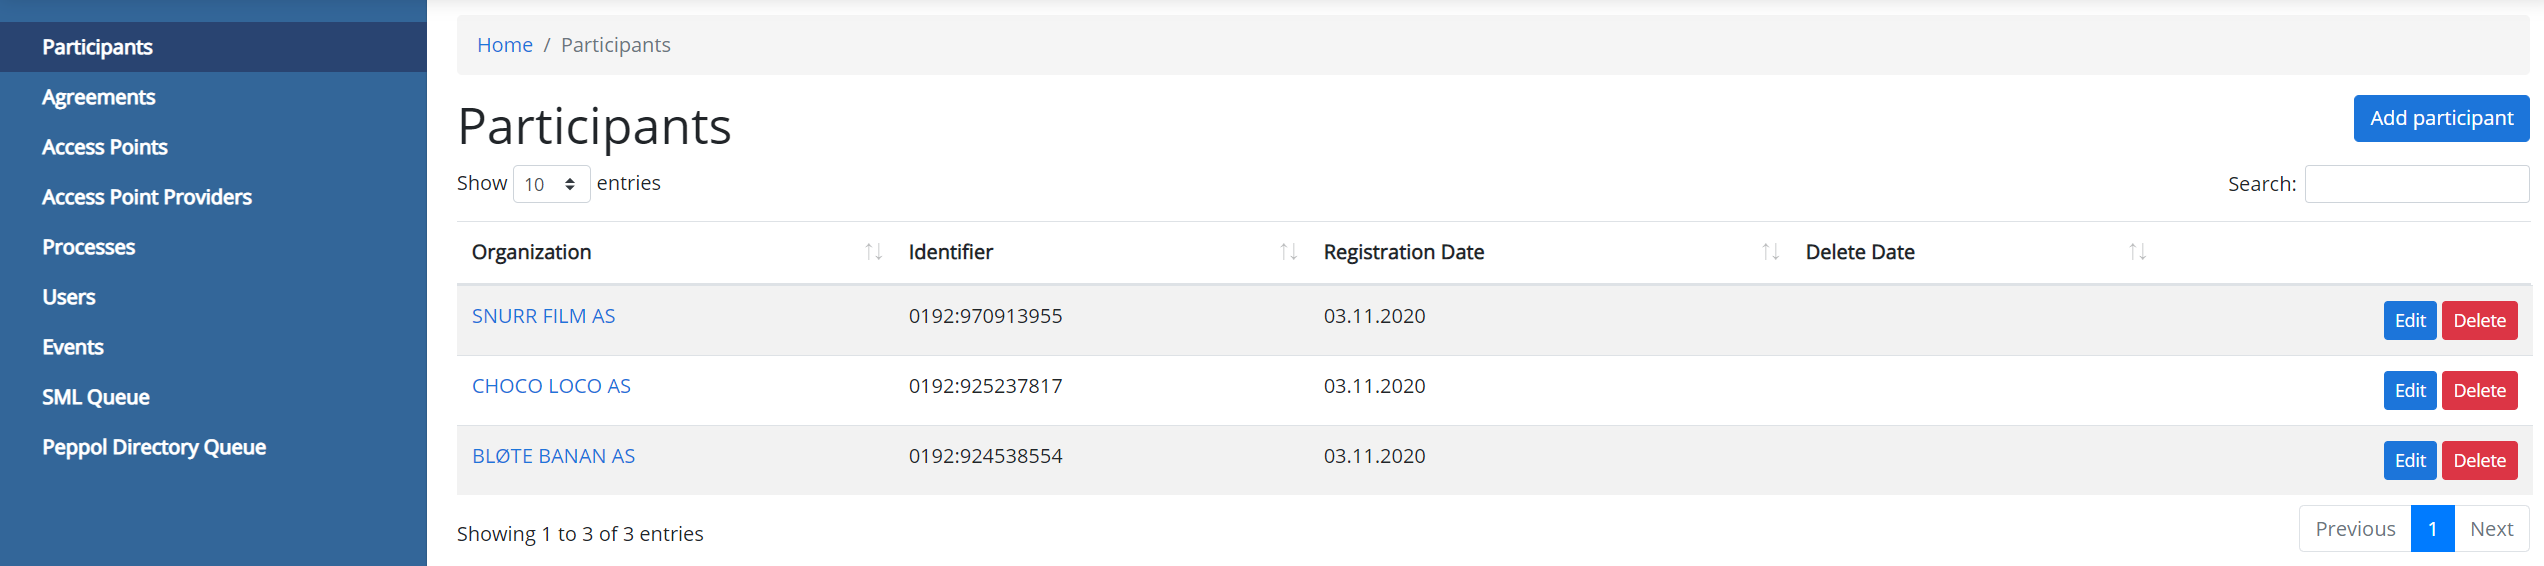 Participants
Agreements
Access Points
Access Point Providers
Processes
Users
Events
SML Queue
Peppol Directory Queue
Home / Participants
Participants
Add participant
Show 10 entries
Search:
Organization Identifier Registration Date Delete Date
SNURR FILM AS 0192:970913955 03.11.2020 Edit Delete
CHOCO LOCO AS 0192:925237817 03.11.2020 Edit Delete
BLØTE BANAN AS 0192:924538554 03.11.2020 Edit Delete
Showing 1 to 3 of 3 entries
Previous 1 Next